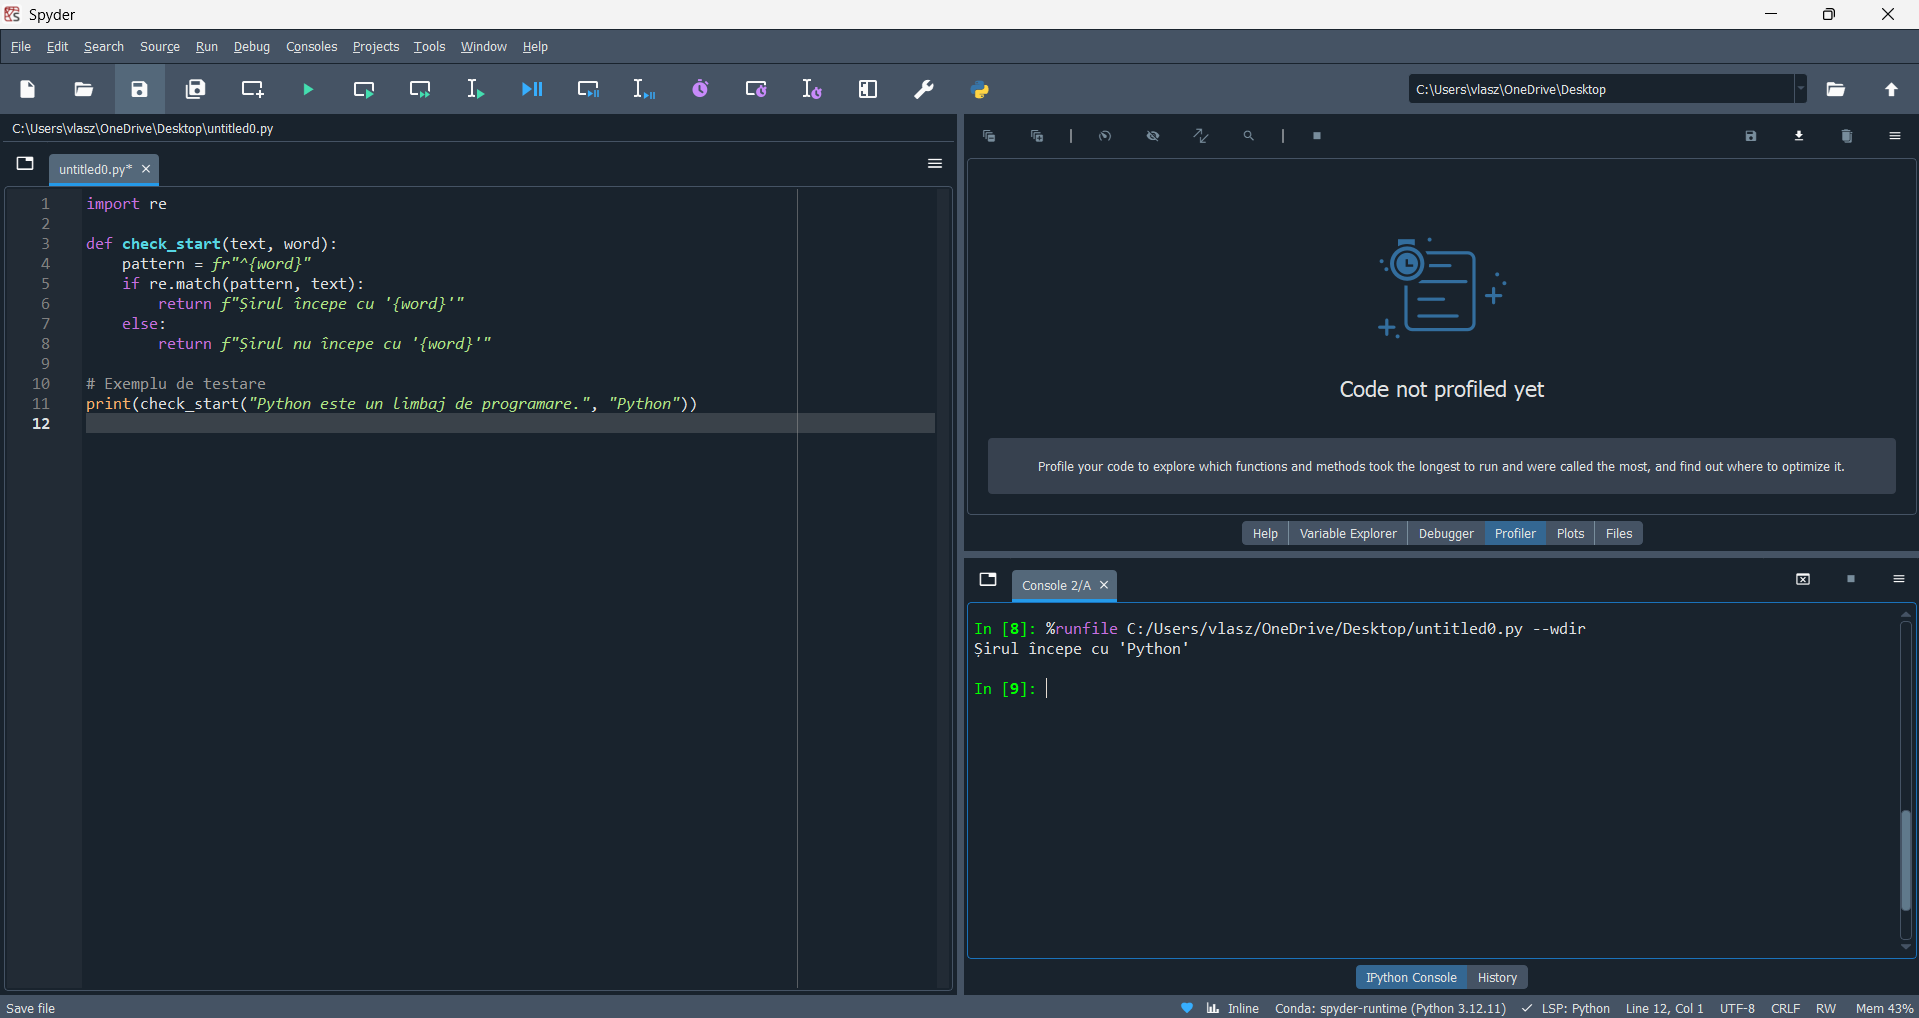 Spyder
File Edit Search Source Run Debug Consoles Projects Tools Window Help
C:\Users\vlasz\OneDrive\Desktop
C:\Users\vlasz\OneDrive\Desktop\untitled0.py
untitled0.py*
1 import re
2
3 def check_start(text, word):
4 pattern = fr"^{word}"
5 if re.match(pattern, text):
6 return f"Șirul începe cu '{word}'"
7 else:
8 return f"Șirul nu începe cu '{word}'"
9
10 # Exemplu de testare
11 print(check_start("Python este un limbaj de programare.", "Python"))
12
Code not profiled yet
Profile your code to explore which functions and methods took the longest to run and were called the most, and find out where to optimize it.
Help Variable Explorer Debugger Profiler Plots Files
Console 2/A
In [8]: %runfile C:/Users/vlasz/OneDrive/Desktop/untitled0.py --wdir
Șirul începe cu 'Python'
In [9]:
IPython Console History
Save file Inline Conda: spyder-runtime (Python 3.12.11) LSP: Python Line 12, Col 1 UTF-8 CRLF RW Mem 43%